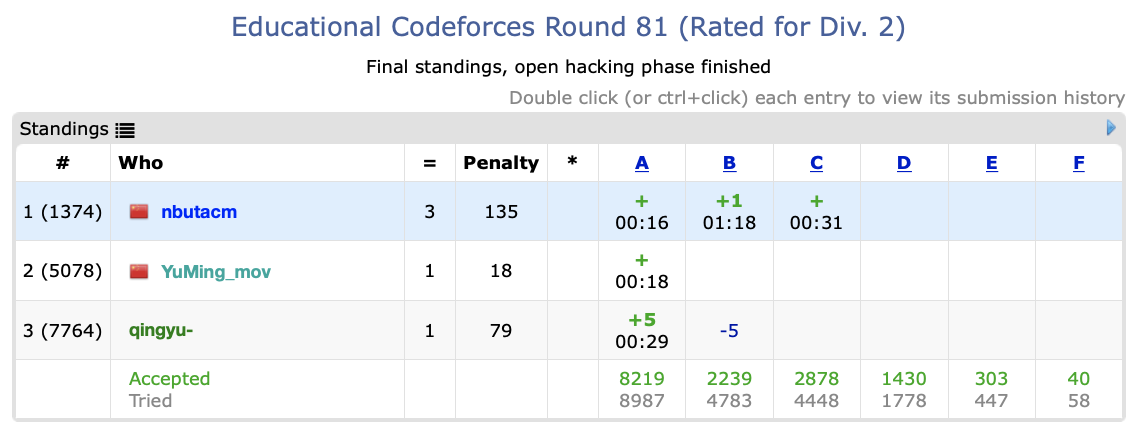 Educational Codeforces Round 81 (Rated for Div. 2)
Final standings, open hacking phase finished
Double click (or ctrl+click) each entry to view its submission history
Standings
# Who = Penalty * A B C D E F
1 (1374) nbutacm 3 135 + +1 +
00:16 01:18 00:31
2 (5078) YuMing_mov 1 18 +
00:18
3 (7764) qingyu- 1 79 +5 -5
00:29
Accepted 8219 2239 2878 1430 303 40
Tried 8987 4783 4448 1778 447 58